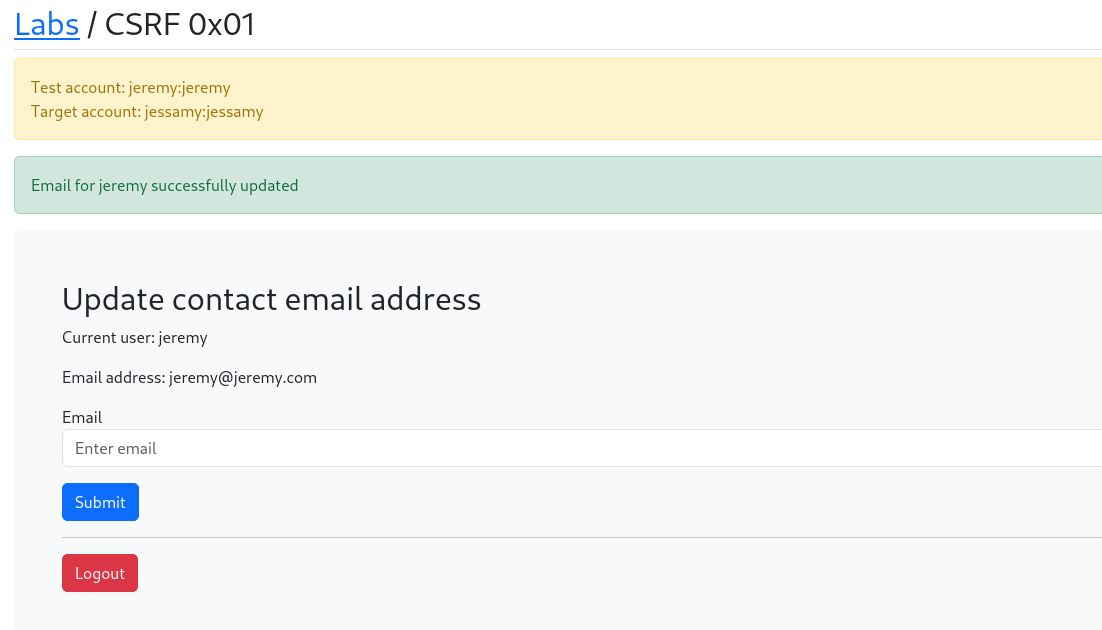 Labs / CSRF 0x01
Test account: jeremy:jeremy
Target account: jessamy:jessamy
Email for jeremy successfully updated
Update contact email address
Current user: jeremy
Email address: jeremy@jeremy.com
Email
Enter email
Submit
Logout